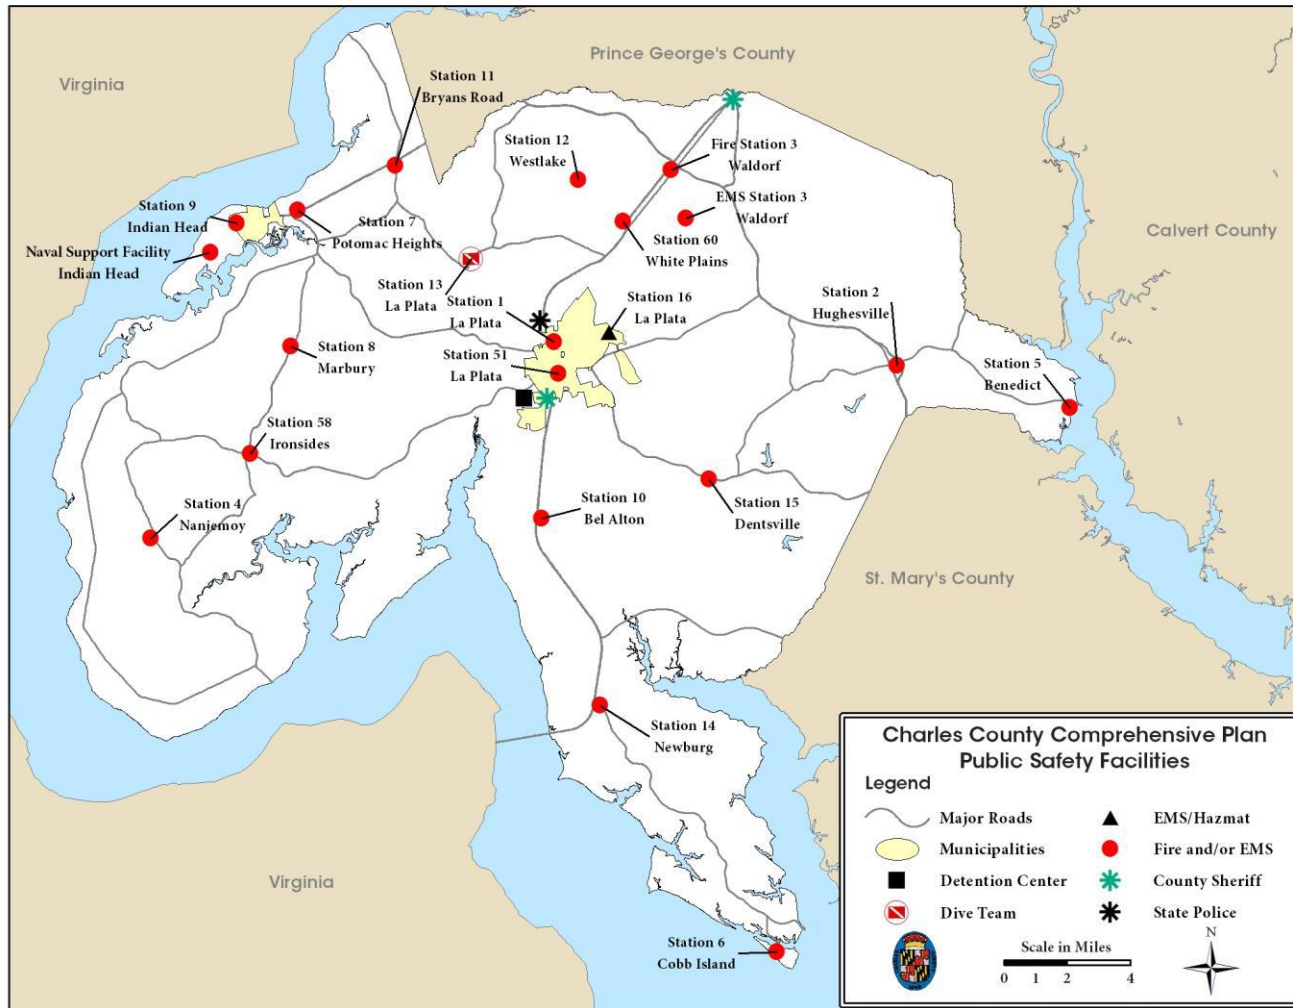 Prince George's County
Virginia
Station 11
Bryans Road
Station 12
Westlake
Fire Station 3
Waldorf
EMS Station 3
Waldorf
Station 9
Indian Head
Station 7
Potomac Heights
Station 60
White Plains
Calvert County
Naval Support Facility
Indian Head
Station 13
La Plata
Station 1
La Plata
Station 16
La Plata
Station 2
Hughesville
Station 8
Marbury
Station 51
La Plata
Station 5
Benedict
Station 58
Ironsides
Station 4
Nanjemoy
Station 10
Bel Alton
Station 15
Dentsville
St. Mary's County
Station 14
Newburg
Virginia
Station 6
Cobb Island
Charles County Comprehensive Plan
Public Safety Facilities
Legend
Major Roads
EMS/Hazmat
Municipalities
Fire and/or EMS
Detention Center
County Sheriff
Dive Team
State Police
Scale in Miles
0 1 2 4
N